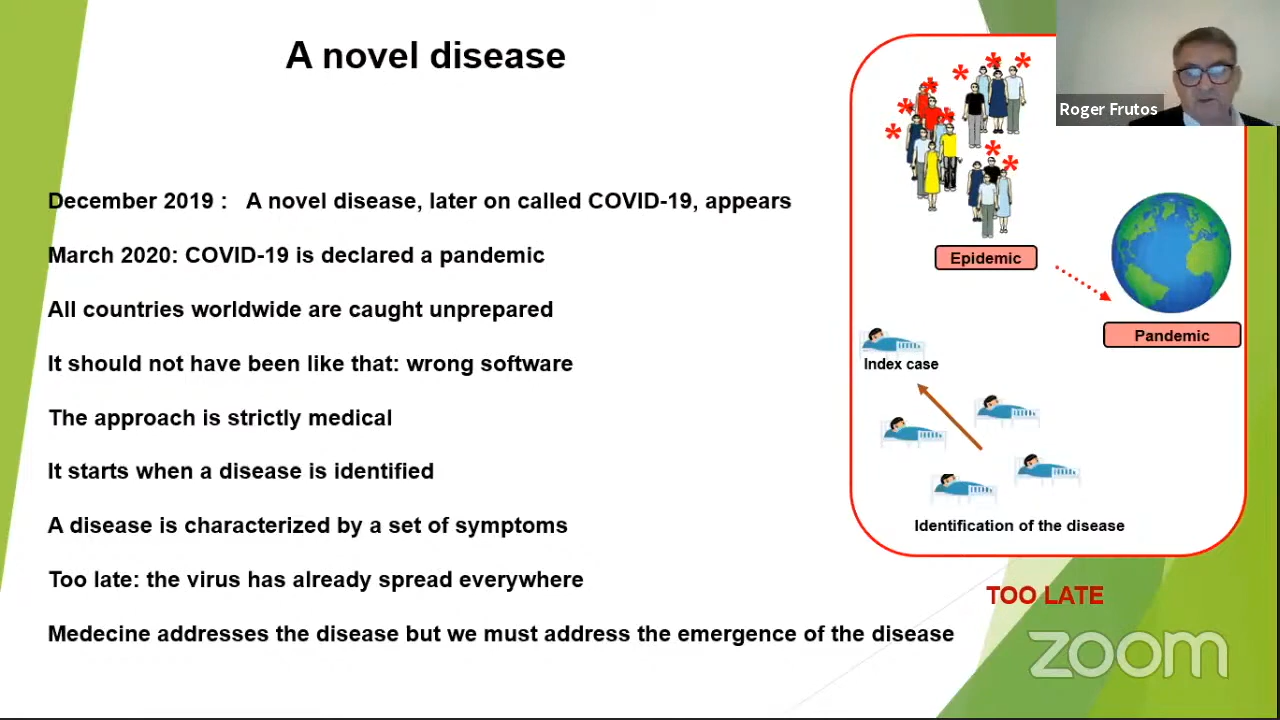 A novel disease
Roger Frutos
December 2019 : A novel disease, later on called COVID-19, appears
March 2020: COVID-19 is declared a pandemic
All countries worldwide are caught unprepared
It should not have been like that: wrong software
The approach is strictly medical
It starts when a disease is identified
A disease is characterized by a set of symptoms
Too late: the virus has already spread everywhere
Medecine addresses the disease but we must address the emergence of the disease
Epidemic
Pandemic
Index case
Identification of the disease
TOO LATE
zoom